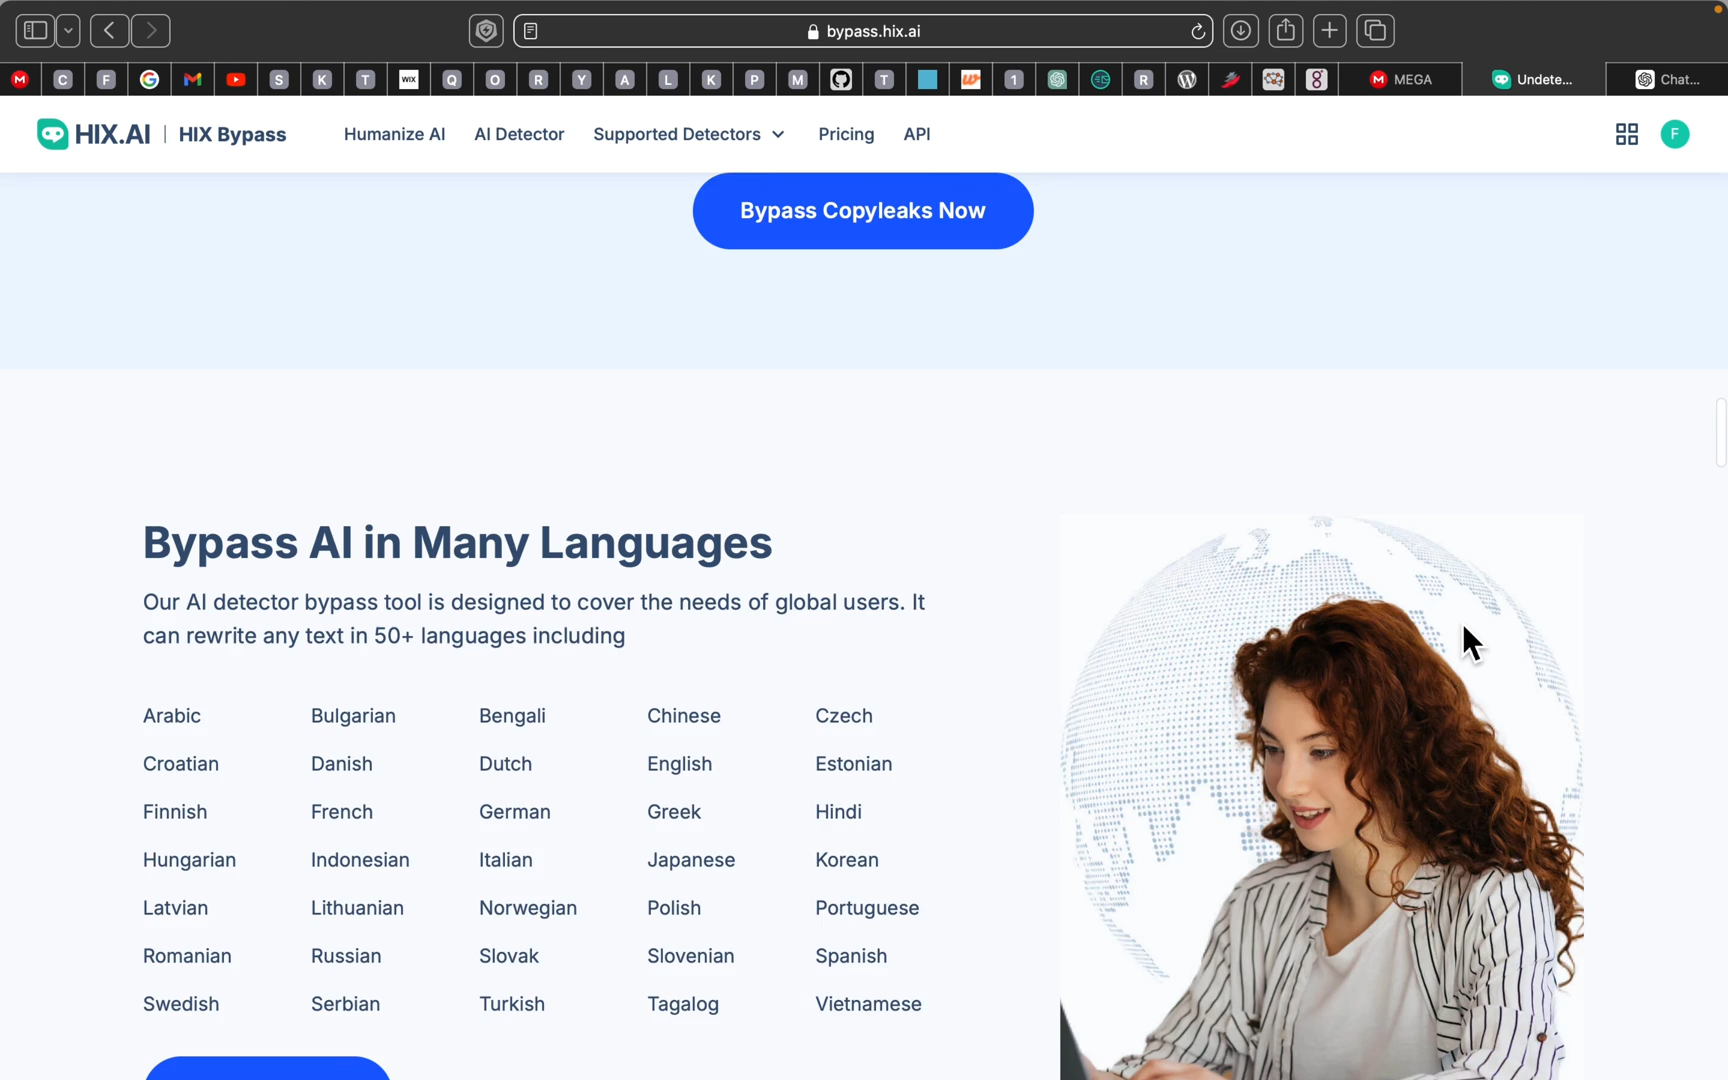 bypass.hix.ai
C F S K T WIX Q O R Y A L K P M T 1 R MEGA Undete... Chat...
HIX.AI | HIX Bypass Humanize AI AI Detector Supported Detectors Pricing API F
Bypass Copyleaks Now
Bypass AI in Many Languages
Our AI detector bypass tool is designed to cover the needs of global users. It
can rewrite any text in 50+ languages including
Arabic Bulgarian Bengali Chinese Czech
Croatian Danish Dutch English Estonian
Finnish French German Greek Hindi
Hungarian Indonesian Italian Japanese Korean
Latvian Lithuanian Norwegian Polish Portuguese
Romanian Russian Slovak Slovenian Spanish
Swedish Serbian Turkish Tagalog Vietnamese